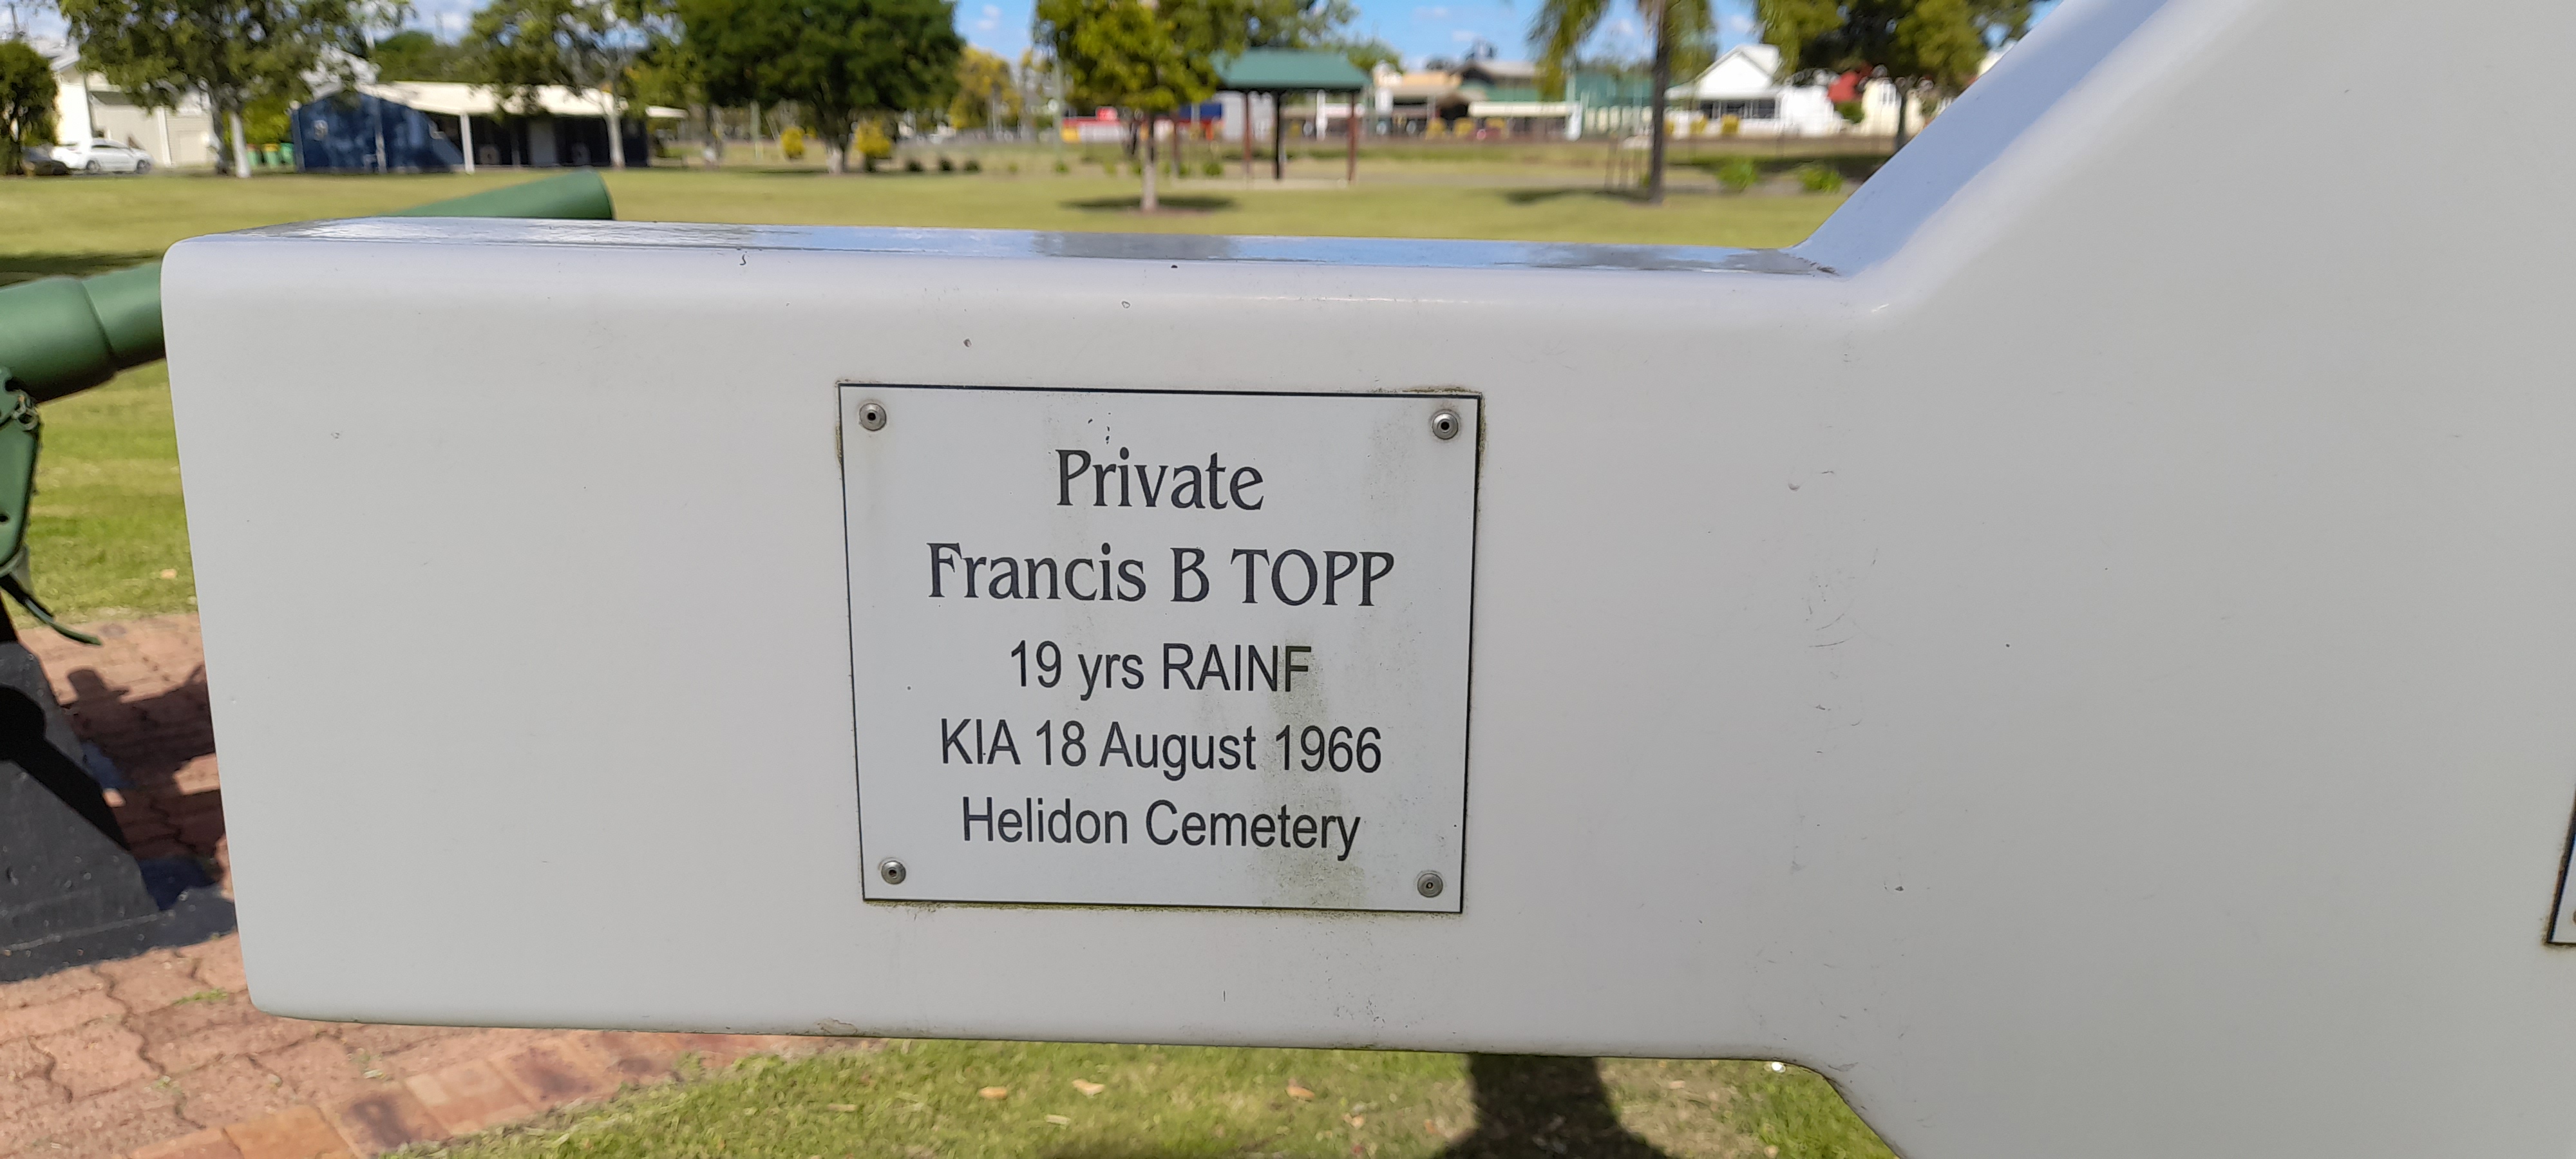 Private
Francis B TOPP
19 yrs RAINF
KIA 18 August 1966
Helidon Cemetery